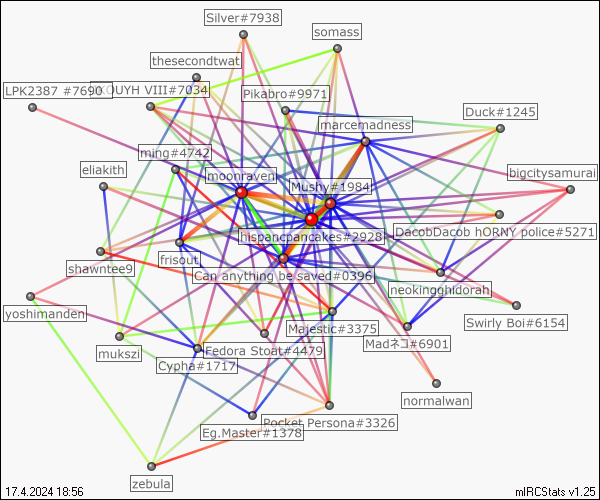 Silver#7938
somass
thesecondtwat
LPK2387 #7690
KOUYH VIII#7034
Pikabro#9971
Duck#1245
marcemadness
ming#4742
eliakith
moonraven
Mushy#1984
bigcitysamurai
DacobDacob hORNY police#5271
hispancpancakes#2928
shawntee9
frisout
Can anything be saved#0396
neokingghidorah
yoshimanden
Majestic#3375
Swirly Boi#6154
mukszi
Fedora Stoat#4479
Madネコ#6901
Cypha#1717
normalwan
Pocket Persona#3326
Eg.Master#1378
zebula
17.4.2024 18:56
mIRCStats v1.25